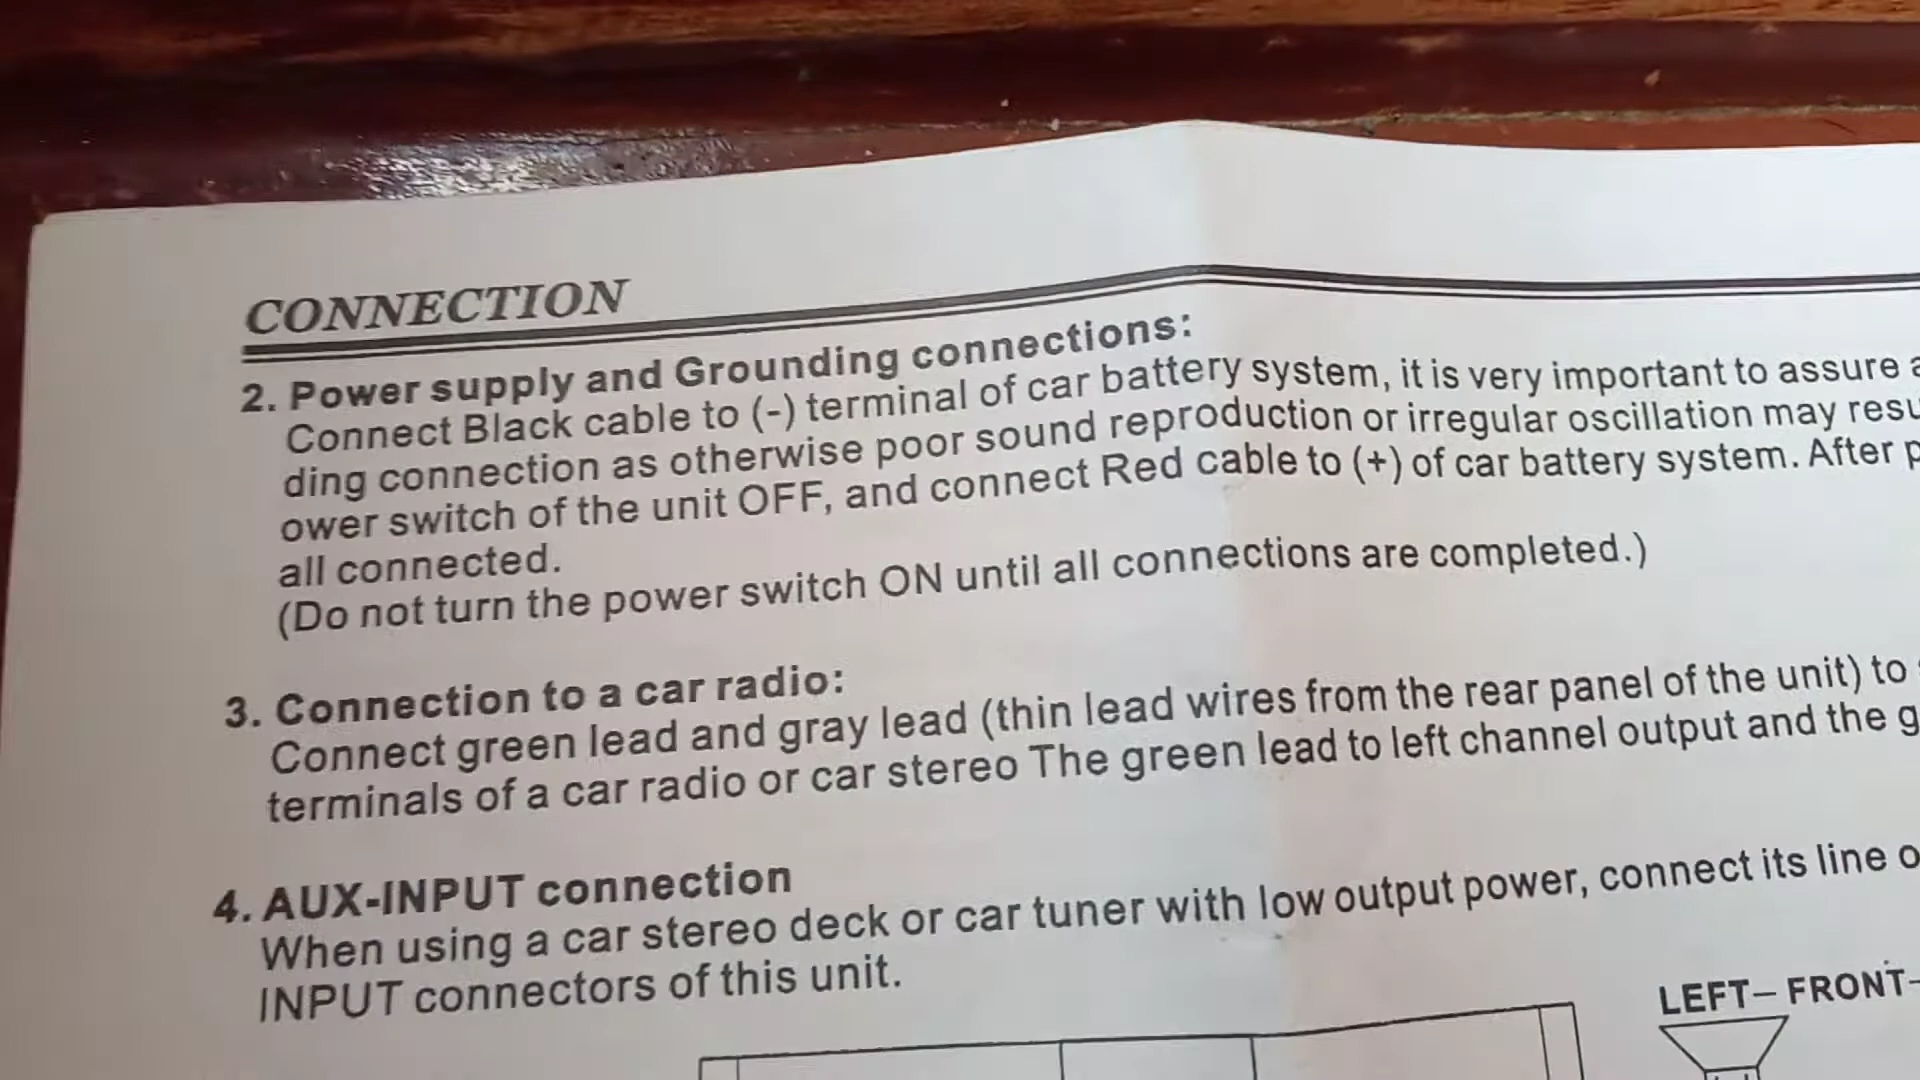 CONNECTION
2. Power supply and Grounding connections:
Connect Black cable to (-) terminal of car battery system, it is very important to assure
ding connection as otherwise poor sound reproduction or irregular oscillation may resu
ower switch of the unit OFF, and connect Red cable to (+) of car battery system. After p
all connected.
(Do not turn the power switch ON until all connections are completed.)
3. Connection to a car radio:
Connect green lead and gray lead (thin lead wires from the rear panel of the unit) to
terminals of a car radio or car stereo The green lead to left channel output and the g
4. AUX-INPUT connection
When using a car stereo deck or car tuner with low output power, connect its line o
INPUT connectors of this unit.
LEFT– FRONT–